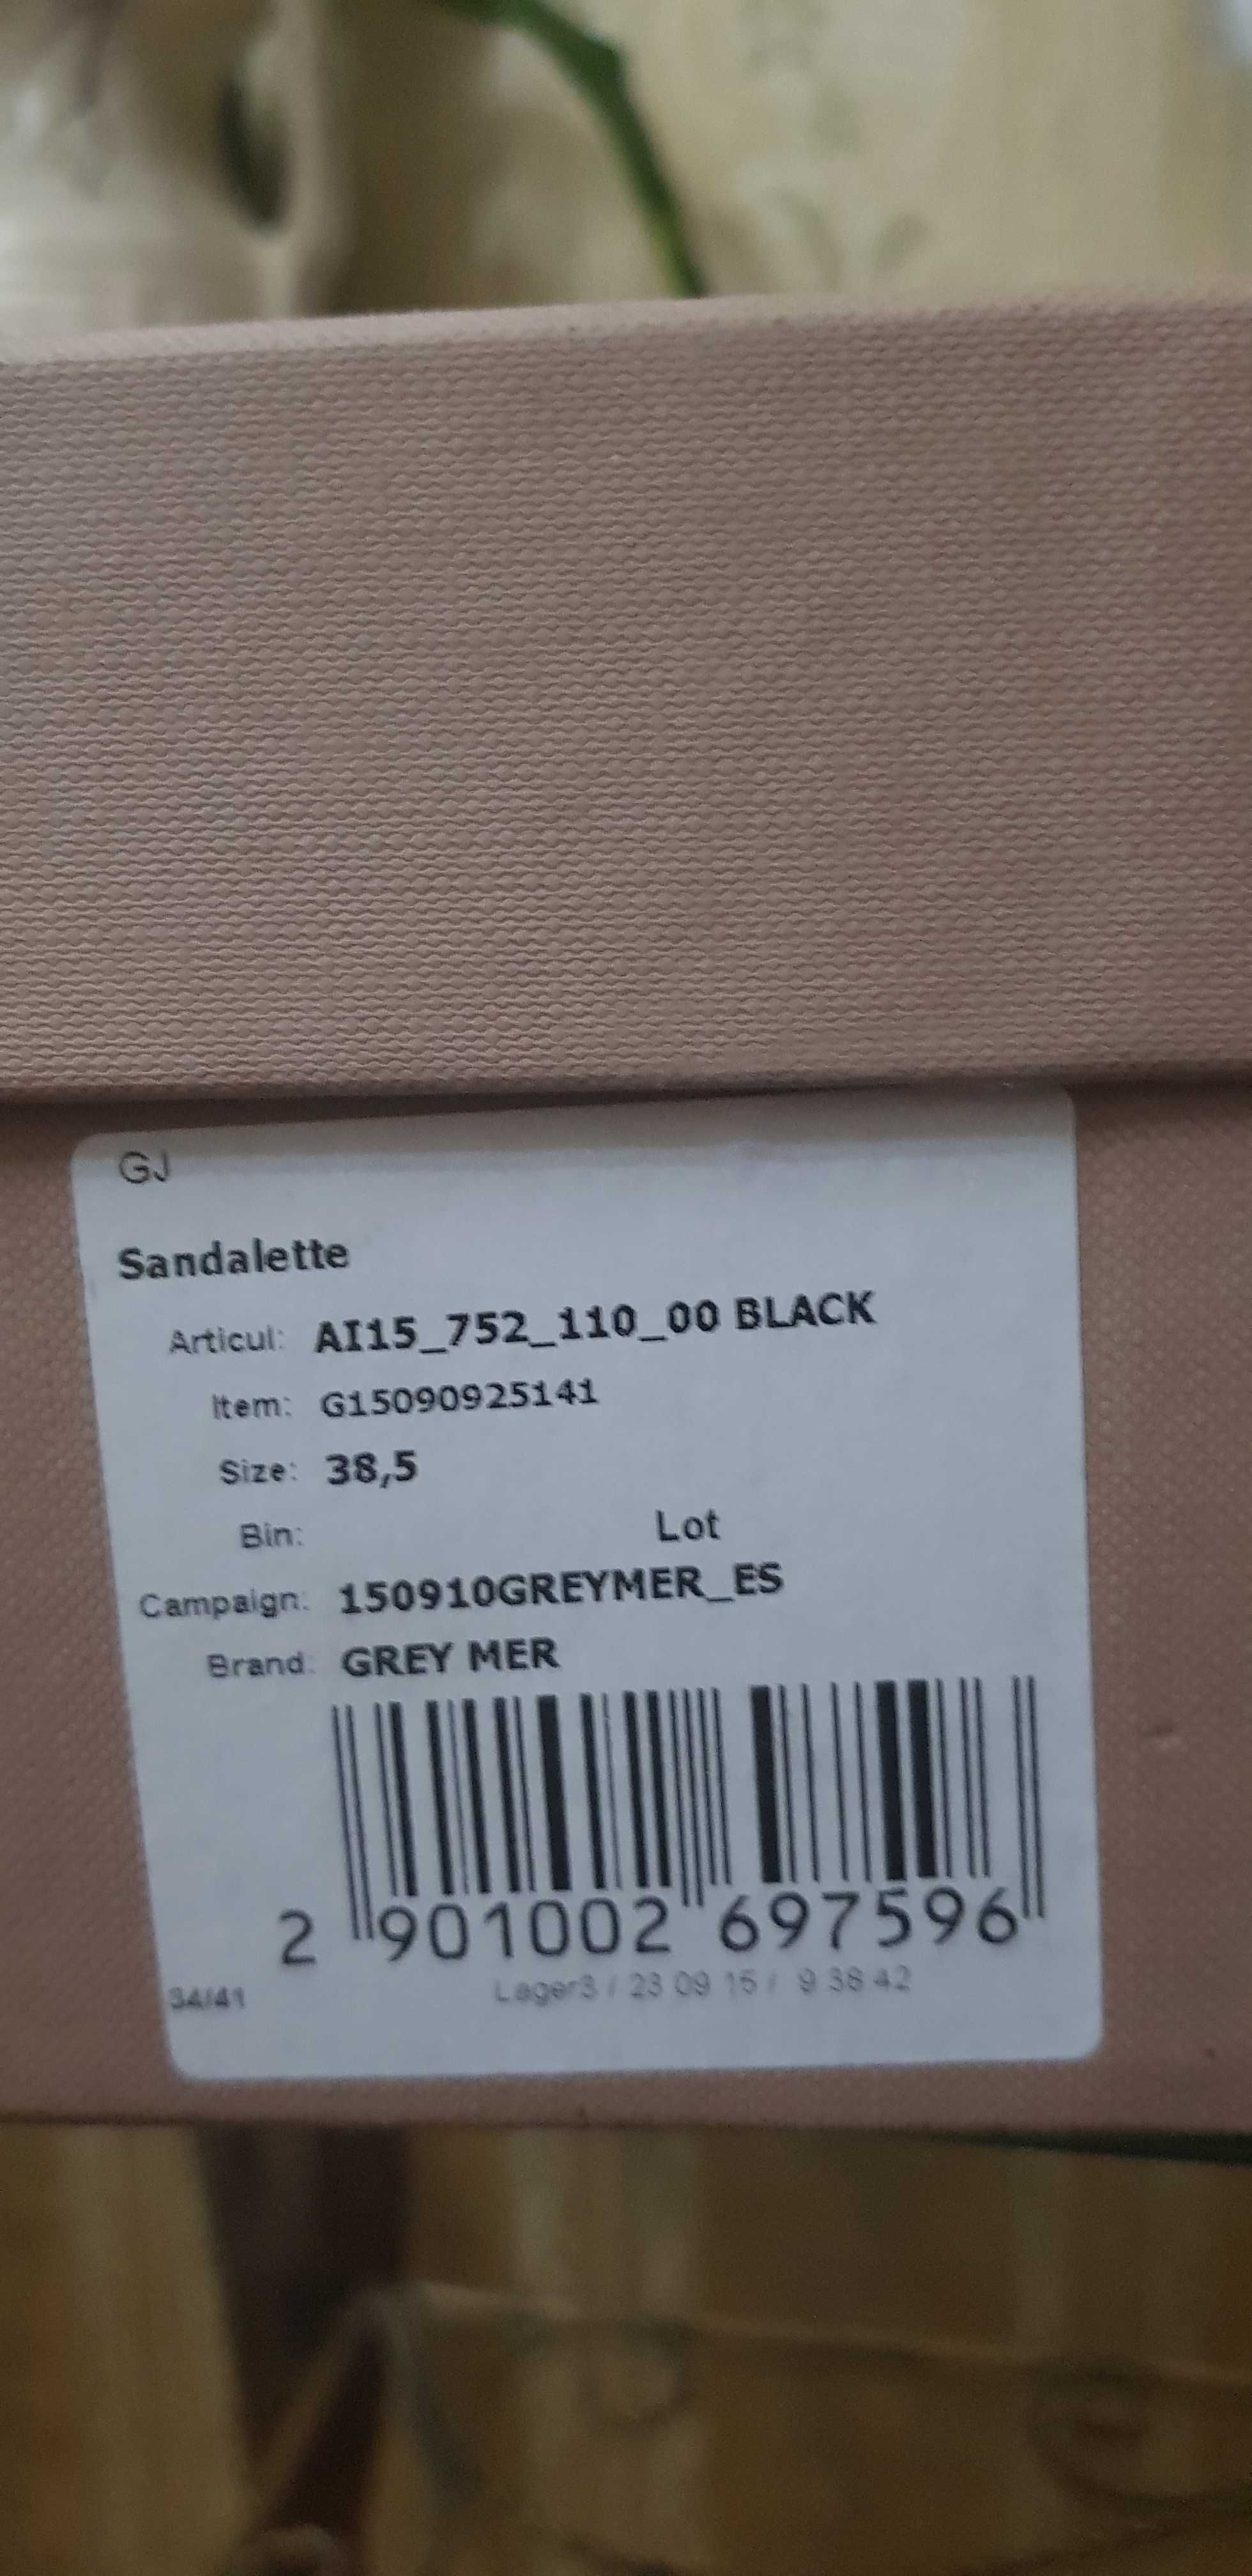 GJ
Sandalette
Articul: AI15_752_110_00 BLACK
Item: G15090925141
Size: 38,5
Bin: Lot
Campaign: 150910GREYMER_ES
Brand: GREY MER
2 901002 697596
34/41 Lager3 / 23 09 15 / 9 38 42